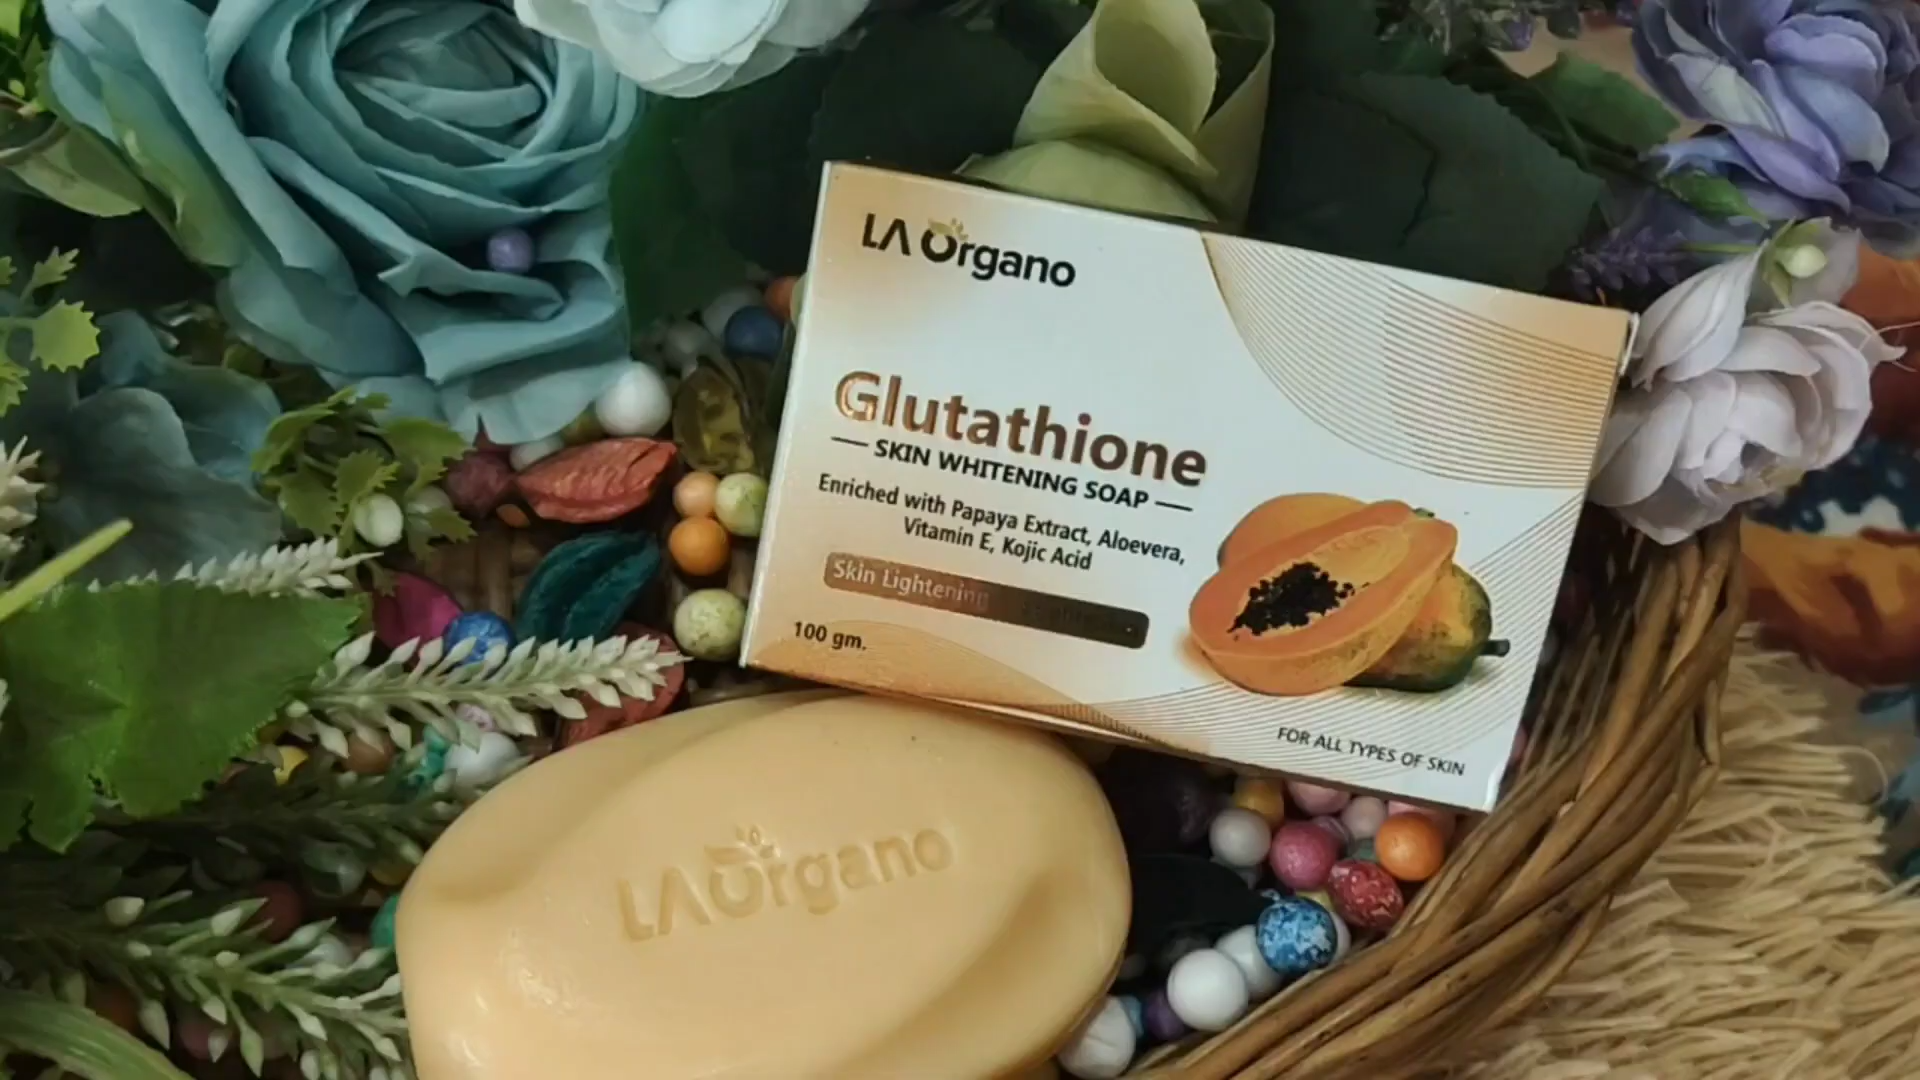 LA Organo
Glutathione
SKIN WHITENING SOAP
Enriched with Papaya Extract, Aloevera,
Vitamin E, Kojic Acid
Skin Lightening
100 gm.
FOR ALL TYPES OF SKIN
LA Organo